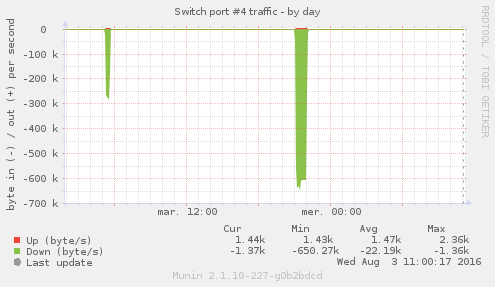 Switch port #4 traffic - by day
RRDTOOL / TOBI OETIKER
byte in (-) / out (+) per second
0
-100 k
-200 k
-300 k
-400 k
-500 k
-600 k
-700 k
mar. 12:00 mer. 00:00
Cur Min Avg Max
Up (byte/s) 1.44k 1.43k 1.47k 2.36k
Down (byte/s) -1.37k -650.27k -22.19k -1.36k
Last update Wed Aug 3 11:00:17 2016
Munin 2.1.10-227-g0b2bdcd